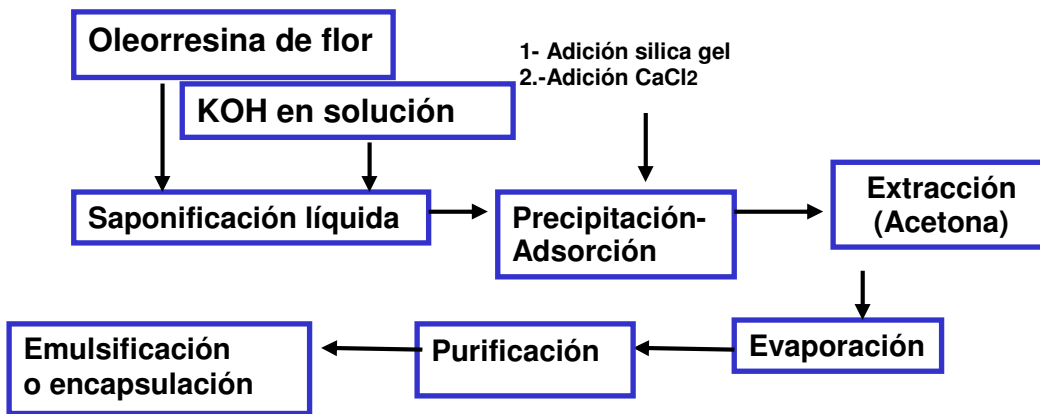 Oleorresina de flor
KOH en solución
1- Adición silica gel
2.-Adición CaCl2
Saponificación líquida
Precipitación-
Adsorción
Extracción
(Acetona)
Evaporación
Purificación
Emulsificación
o encapsulación